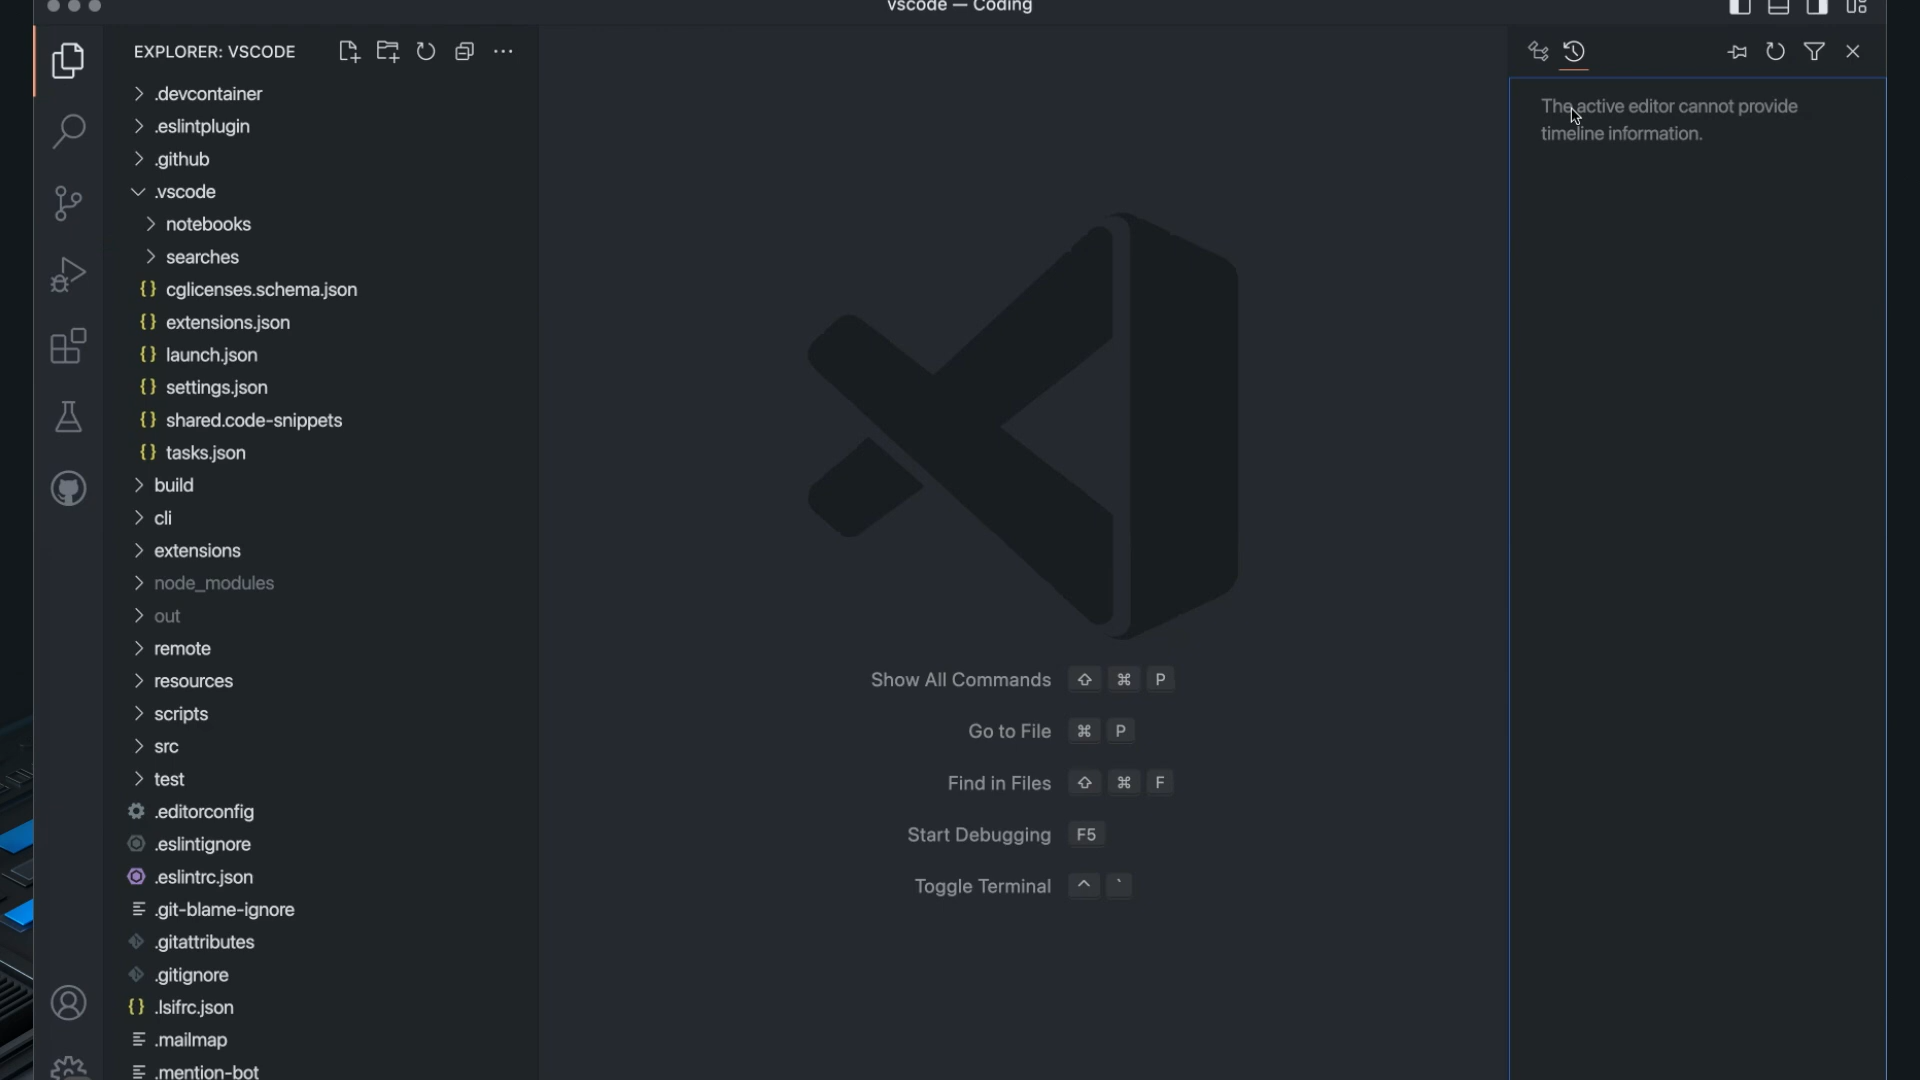 vscode — Coding
EXPLORER: VSCODE
.devcontainer
.eslintplugin
.github
.vscode
notebooks
searches
cglicenses.schema.json
extensions.json
launch.json
settings.json
shared.code-snippets
tasks.json
build
cli
extensions
node_modules
out
remote
resources
scripts
src
test
.editorconfig
.eslintignore
.eslintrc.json
.git-blame-ignore
.gitattributes
.gitignore
.lsifrc.json
.mailmap
.mention-bot
Show All Commands ⇧ ⌘ P
Go to File ⌘ P
Find in Files ⇧ ⌘ F
Start Debugging F5
Toggle Terminal ^ `
The active editor cannot provide
timeline information.